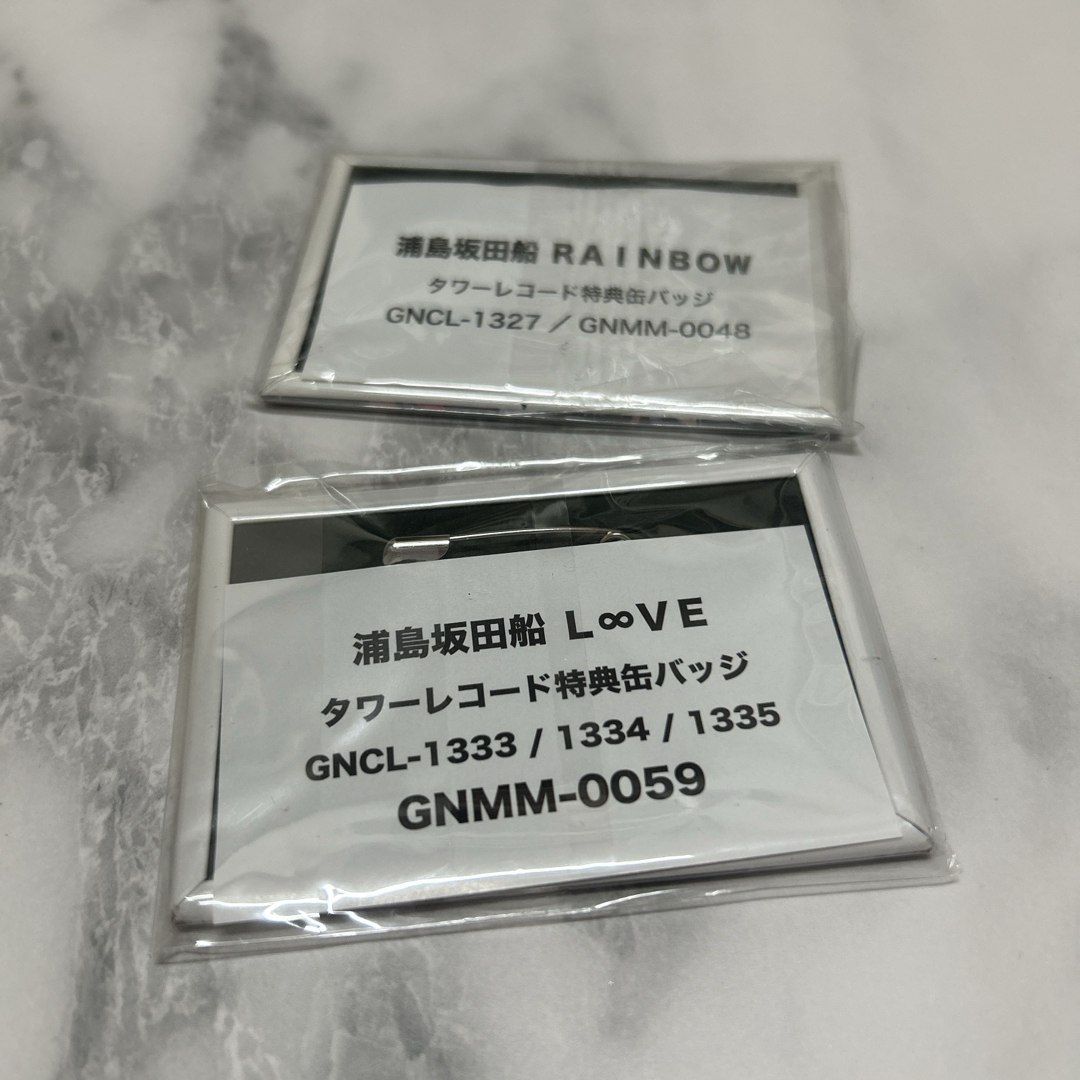 浦島坂田船 RAINBOW
タワーレコード特典缶バッジ
GNCL-1327 / GNMM-0048
浦島坂田船 L∞VE
タワーレコード特典缶バッジ
GNCL-1333 / 1334 / 1335
GNMM-0059